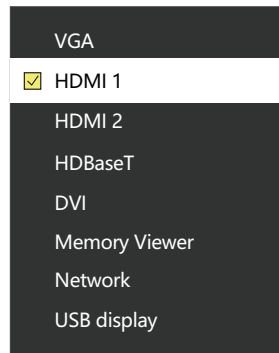 VGA
HDMI 1
HDMI 2
HDBaseT
DVI
Memory Viewer
Network
USB display